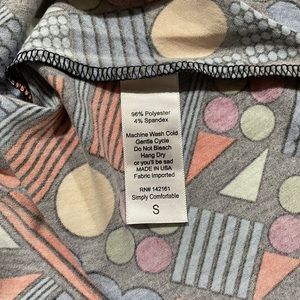 96% Polyester
4% Spandex
Machine Wash Cold
Gentle Cycle
Do Not Bleach
Hang Dry
or you'll be sad
MADE IN USA
Fabric Imported
RN# 142161
Simply Comfortable
S